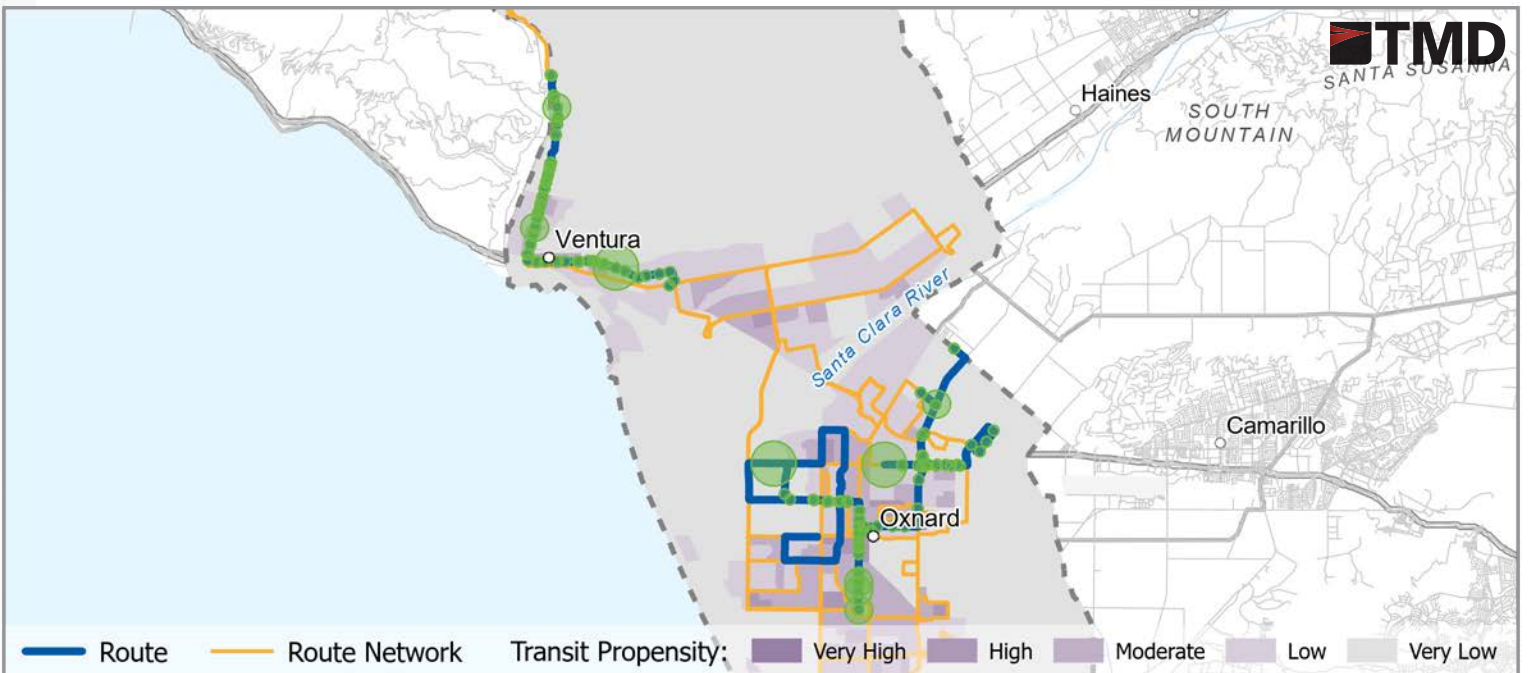 TMD
SANTA SUSANNA
Haines
SOUTH
MOUNTAIN
Ventura
Santa Clara River
Camarillo
Oxnard
Route
Route Network
Transit Propensity:
Very High
High
Moderate
Low
Very Low